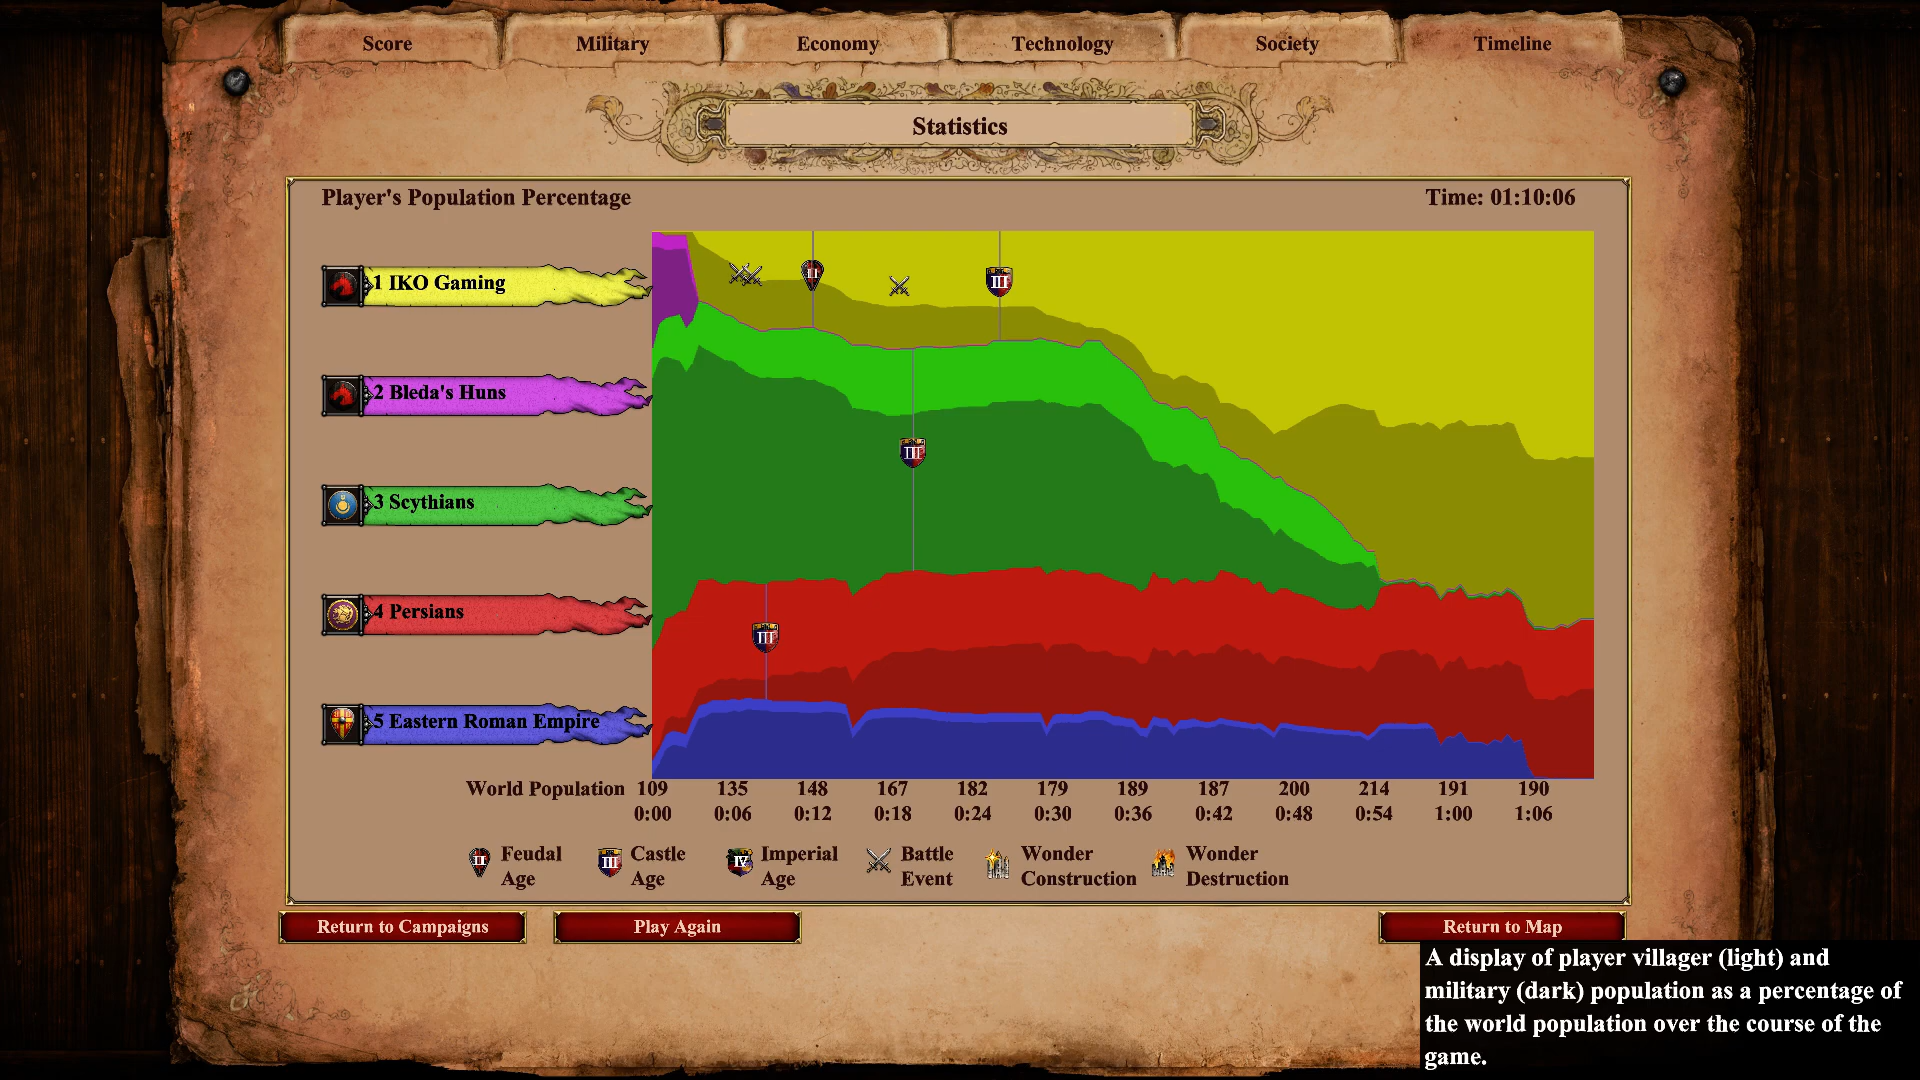 Score Military Economy Technology Society Timeline
Statistics
Player's Population Percentage Time: 01:10:06
1 IKO Gaming
2 Bleda's Huns
3 Scythians
4 Persians
5 Eastern Roman Empire
World Population 109 135 148 167 182 179 189 187 200 214 191 190
0:00 0:06 0:12 0:18 0:24 0:30 0:36 0:42 0:48 0:54 1:00 1:06
Feudal Castle Imperial Battle Wonder Wonder
Age Age Age Event Construction Destruction
Return to Campaigns Play Again Return to Map
A display of player villager (light) and
military (dark) population as a percentage of
the world population over the course of the
game.